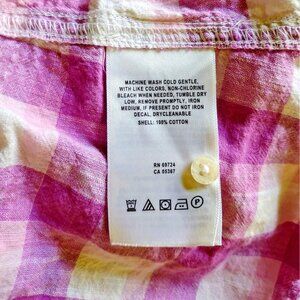 MACHINE WASH COLD GENTLE,
WITH LIKE COLORS, NON-CHLORINE
BLEACH WHEN NEEDED, TUMBLE DRY
LOW, REMOVE PROMPTLY, IRON
MEDIUM, IF PRESENT DO NOT IRON
DECAL, DRYCLEANABLE
SHELL: 100% COTTON
RN 69724
CA 05367
P